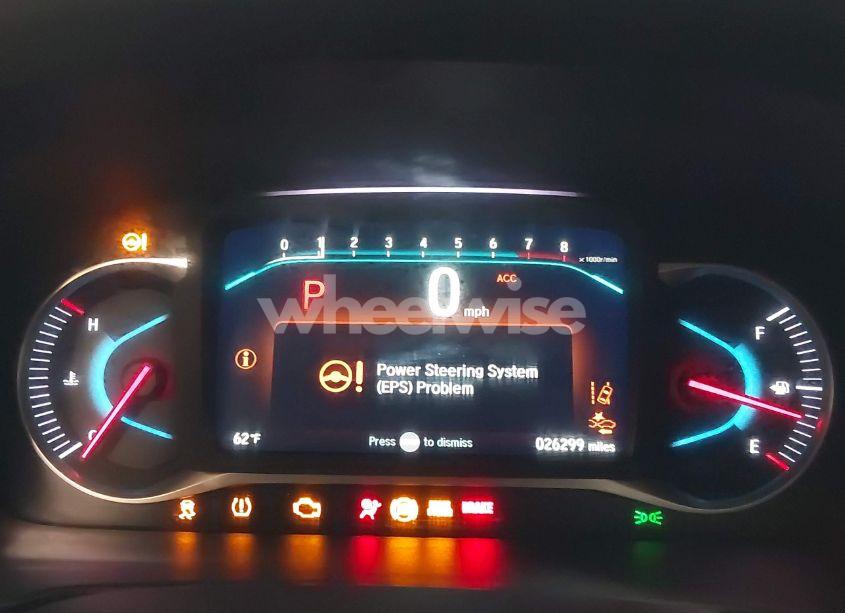 0 1 2 3 4 5 6 7 8
x1000r/min
P 0 mph
ACC
wheelwise
H
F
Power Steering System
(EPS) Problem
C
E
62°F
Press to dismiss
026299 miles
BRAKE